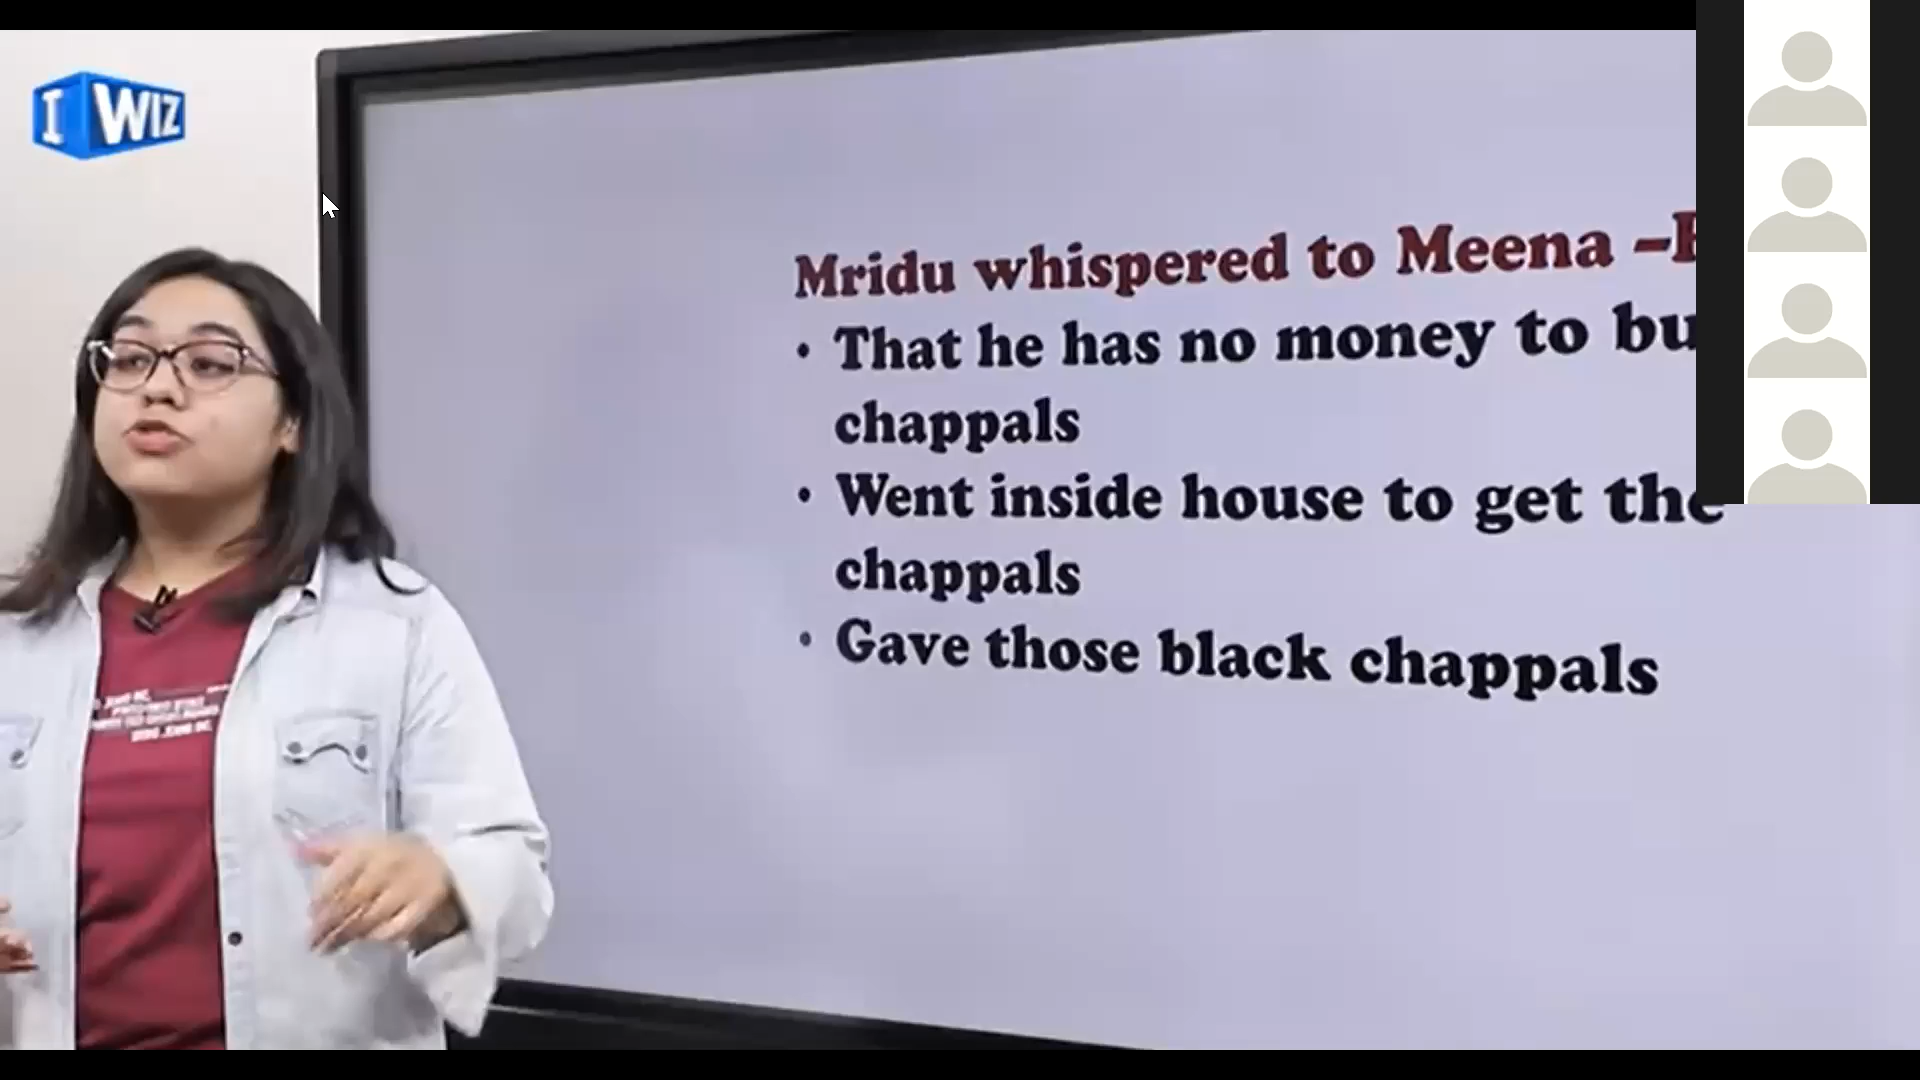 I WIZ
Mridu whispered to Meena –
• That he has no money to
chappals
• Went inside house to get the
chappals
• Gave those black chappals